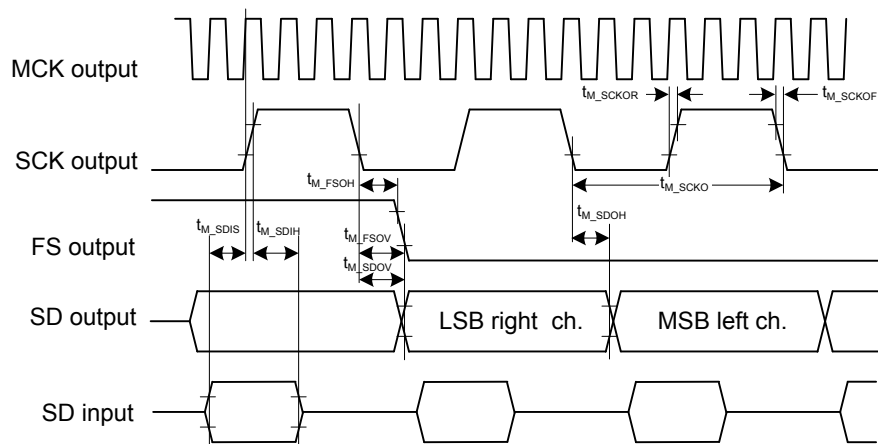 MCK output
t_M_SCKOR
t_M_SCKOF
SCK output
t_M_FSOH
t_M_SCKO
t_M_SDIS
t_M_SDIH
t_M_FSOV
t_M_SDOH
FS output
t_M_SDOV
SD output
LSB right ch.
MSB left ch.
SD input